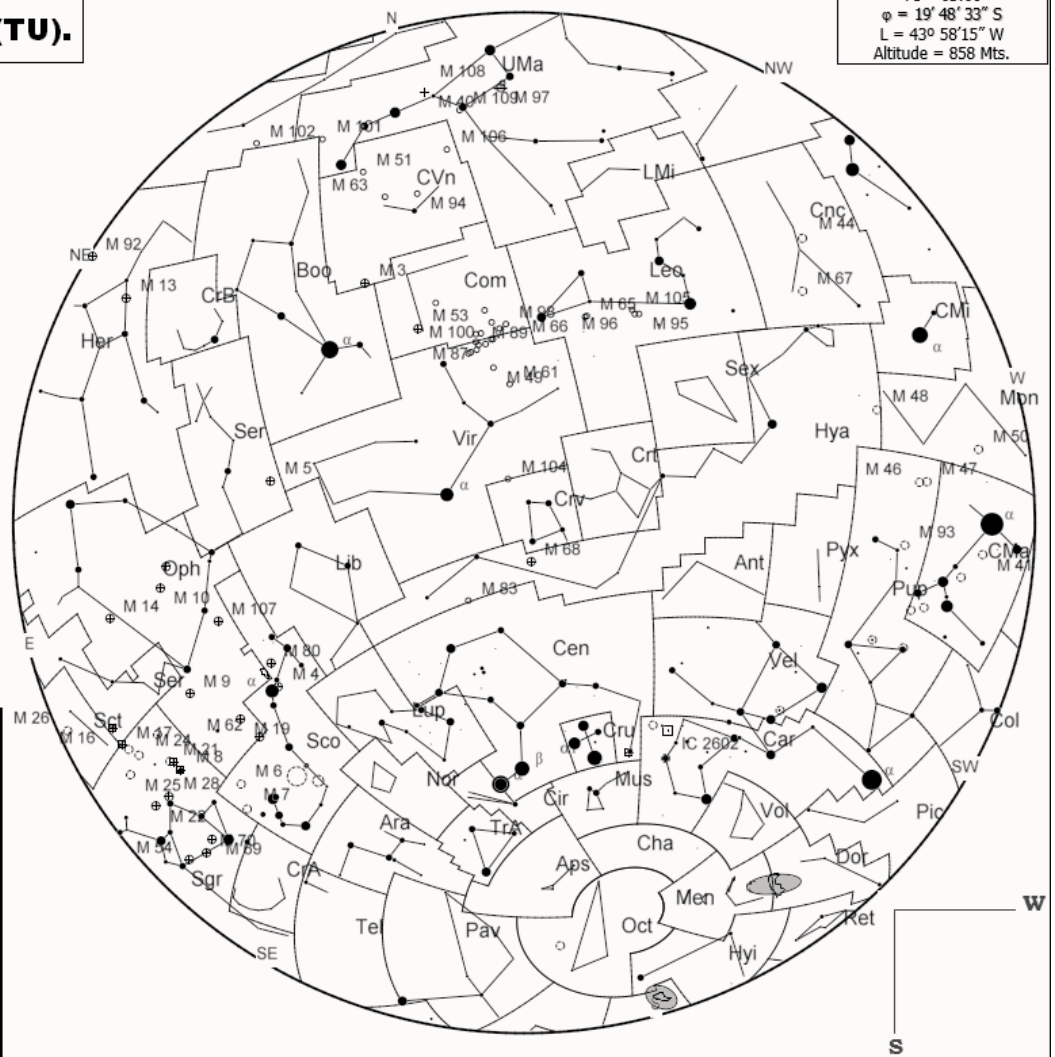 (TU).
φ = 19' 48' 33" S
L = 43º 58'15" W
Altitude = 858 Mts.
N
NW
UMa
M 108
M 40
M 109
M 97
M 102
M 101
M 106
M 51
M 63
CVn
M 94
LMi
Cnc
M 44
NE
M 92
M 3
Boo
Com
Leo
M 67
M 13
CrB
M 53
M 98
M 65
M 105
CMi
Her
α
M 100
M 89
M 66
M 96
M 95
α
M 87
M 49
M 61
Sex
W
Mon
M 48
Ser
Vir
Hya
M 50
M 5
M 104
Crt
M 46
M 47
α
Crv
α
M 68
M 93
CMa
M 41
Oph
Lib
Ant
Pyx
Pup
M 10
M 83
M 14
M 107
E
Cen
M 80
M 4
Vel
Ser
M 9
α
Lup
M 26
Sct
M 62
M 19
Col
M 16
M 17
M 24
M 21
M 8
Sco
Cru
α
IC 2602
Car
M 6
β
α
SW
M 25
M 28
Nor
Mus
α
M 7
Cir
M 22
Ara
TrA
Vol
Pic
M 54
M 70
M 69
Cha
Dor
Sgr
CrA
Aps
Men
Tel
Pav
Oct
Ret
W
SE
Hyi
S